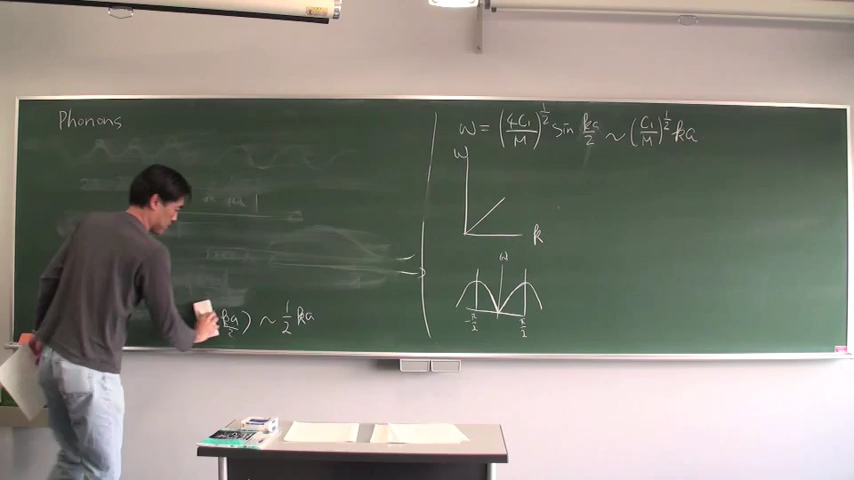 Phonons
ka/2) ~ 1/2 ka
ω = (4C₁/M)^1/2 sin ka/2 ~ (C₁/M)^1/2 ka
ω
k
ω